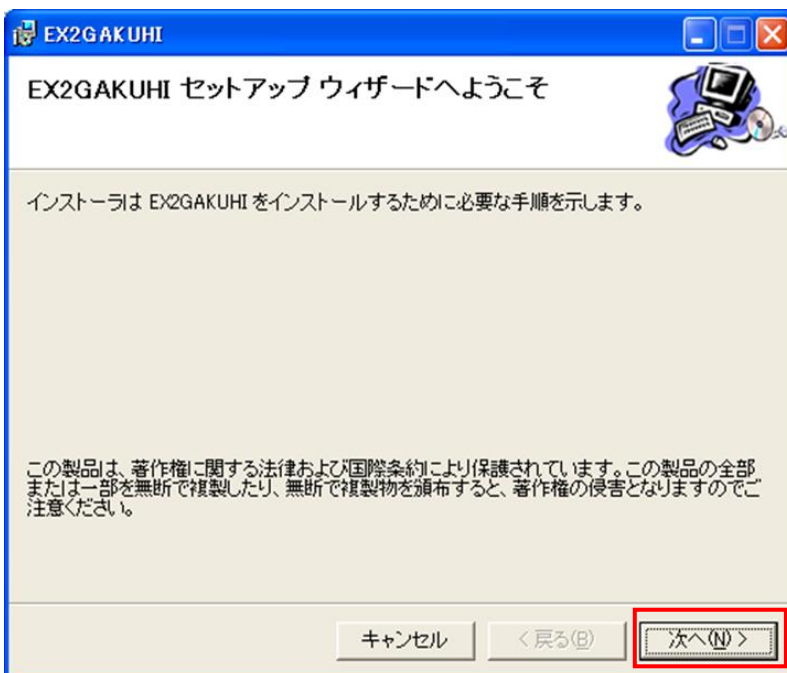 EX2GAKUHI
EX2GAKUHI セットアップ ウィザードへようこそ
インストーラは EX2GAKUHI をインストールするために必要な手順を示します。
この製品は、著作権に関する法律および国際条約により保護されています。この製品の全部
または一部を無断で複製したり、無断で複製物を頒布すると、著作権の侵害となりますのでご
注意ください。
キャンセル
< 戻る(B)
次へ(N) >